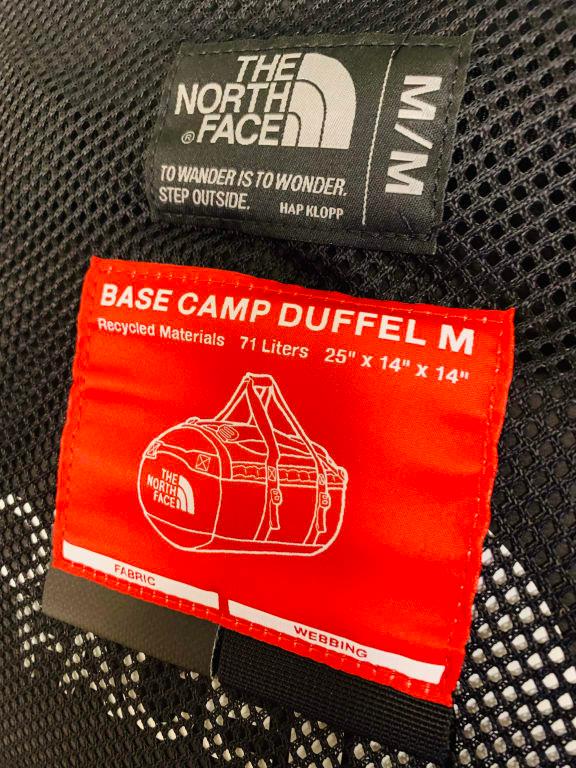 THE
NORTH
FACE
®
M/M
TO WANDER IS TO WONDER.
STEP OUTSIDE.
HAP KLOPP
BASE CAMP DUFFEL M
Recycled Materials 71 Liters 25" x 14" x 14"
THE
NORTH
FACE
FABRIC
WEBBING